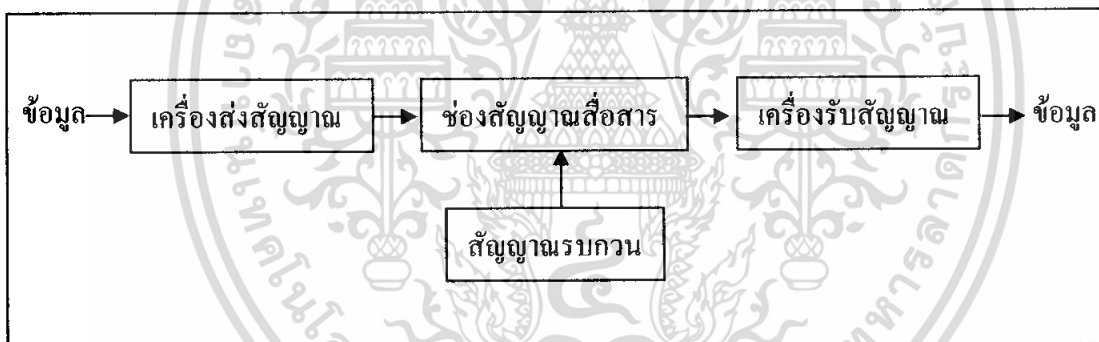 ข้อมูล เครื่องส่งสัญญาณ ช่องสัญญาณสื่อสาร เครื่องรับสัญญาณ ข้อมูล
สัญญาณรบกวน